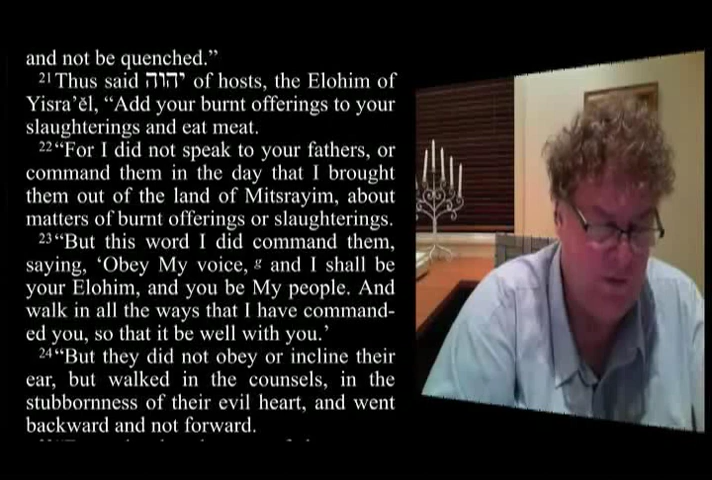 and not be quenched.”
21 Thus said יהוה of hosts, the Elohim of
Yisra’ĕl, “Add your burnt offerings to your
slaughterings and eat meat.
22 “For I did not speak to your fathers, or
command them in the day that I brought
them out of the land of Mitsrayim, about
matters of burnt offerings or slaughterings.
23 “But this word I did command them,
saying, ‘Obey My voice, g and I shall be
your Elohim, and you be My people. And
walk in all the ways that I have command-
ed you, so that it be well with you.’
24 “But they did not obey or incline their
ear, but walked in the counsels, in the
stubbornness of their evil heart, and went
backward and not forward.